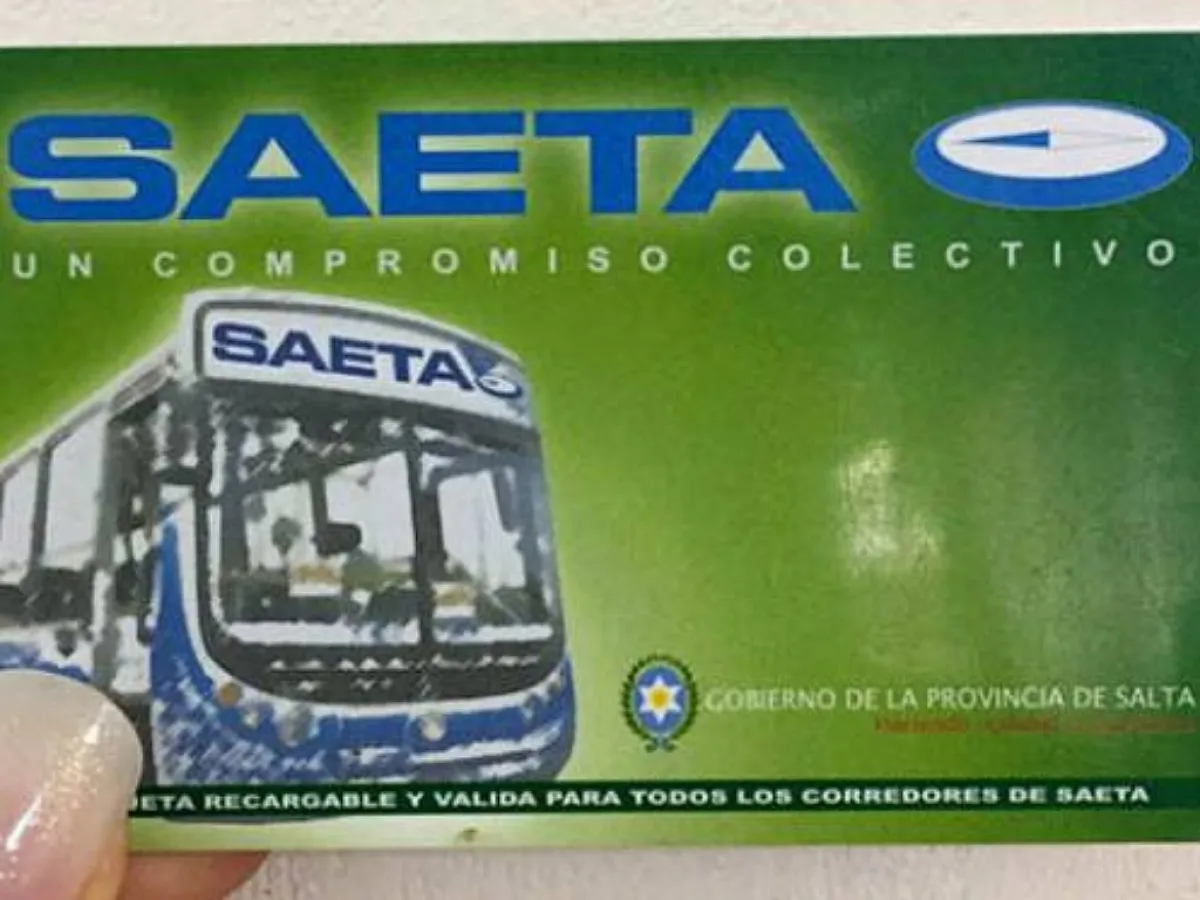 SAETA
UN COMPROMISO COLECTIVO
SAETA
GOBIERNO DE LA PROVINCIA DE SALTA
JETA RECARGABLE Y VALIDA PARA TODOS LOS CORREDORES DE SAETA